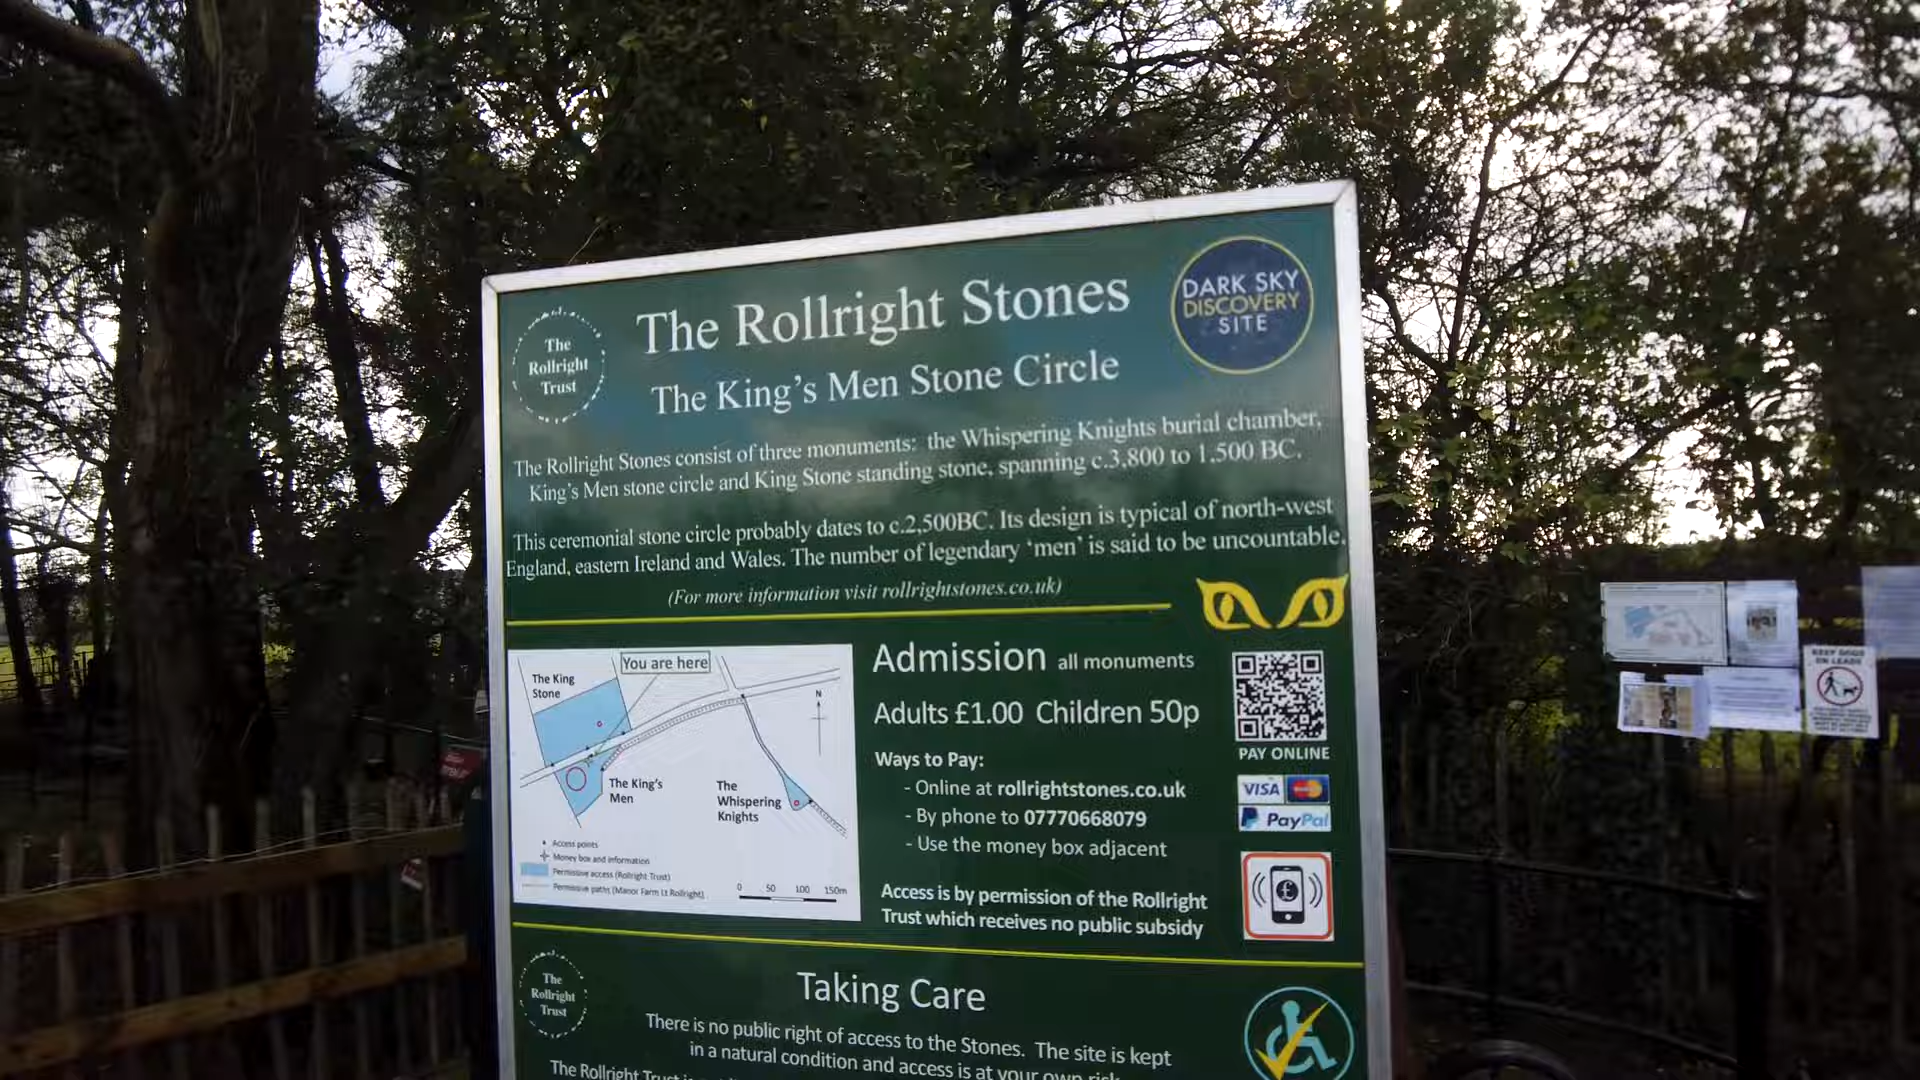 The Rollright Trust
The Rollright Stones
DARK SKY
DISCOVERY
SITE
The King's Men Stone Circle
The Rollright Stones consist of three monuments: the Whispering Knights burial chamber,
King's Men stone circle and King Stone standing stone, spanning c.3,800 to 1,500 BC.
This ceremonial stone circle probably dates to c.2,500BC. Its design is typical of north-west
England, eastern Ireland and Wales. The number of legendary 'men' is said to be uncountable.
(For more information visit rollrightstones.co.uk)
You are here
The King
Stone
N
The King's
Men
The
Whispering
Knights
Access points
Money box and information
Permissive access (Rollright Trust)
Permissive paths (Manor Farm Lt Rollright)
0 50 100 150m
Admission all monuments
Adults £1.00 Children 50p
Ways to Pay:
- Online at rollrightstones.co.uk
- By phone to 07770668079
- Use the money box adjacent
Access is by permission of the Rollright
Trust which receives no public subsidy
PAY ONLINE
VISA MasterCard
PayPal
£
KEEP DOGS
ON LEADS
The
Rollright
Trust
Taking Care
There is no public right of access to the Stones. The site is kept
in a natural condition and access is at your own risk.
The Rollright Trust is